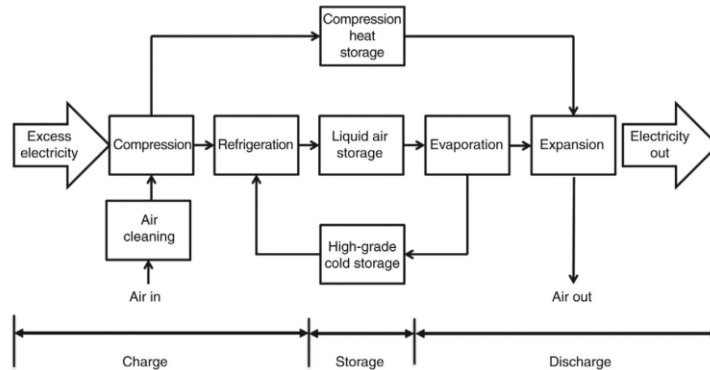 Compression
heat
storage
Excess
electricity
Compression
Refrigeration
Liquid air
storage
Evaporation
Expansion
Electricity
out
Air
cleaning
High-grade
cold storage
Air in
Air out
Charge
Storage
Discharge